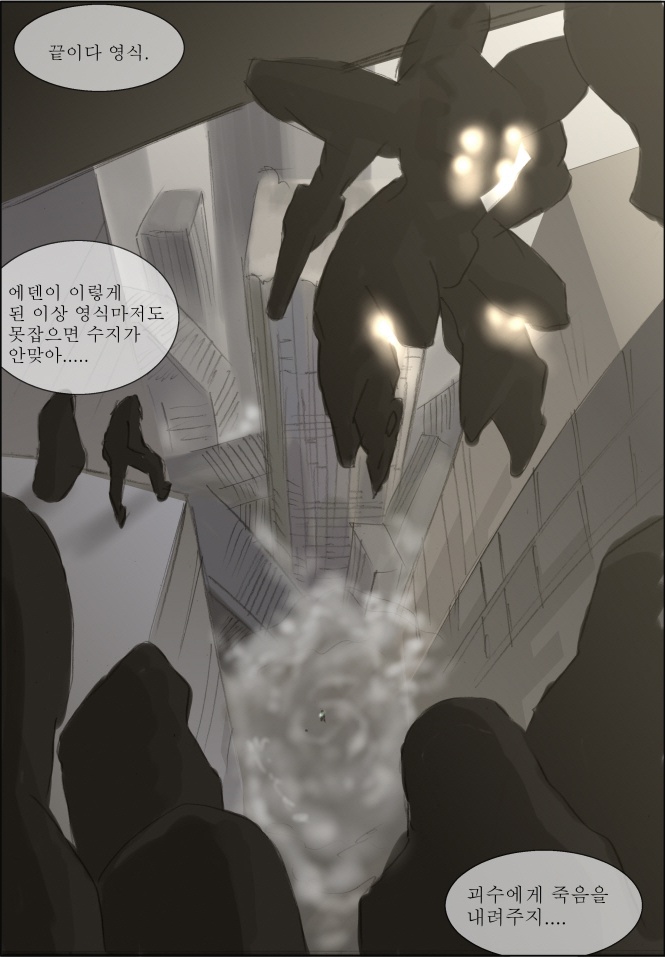 끝이다 영식.
에덴이 이렇게
된 이상 영식마저도
못잡으면 수지가
안맞아.....
괴수에게 죽음을
내려주지....